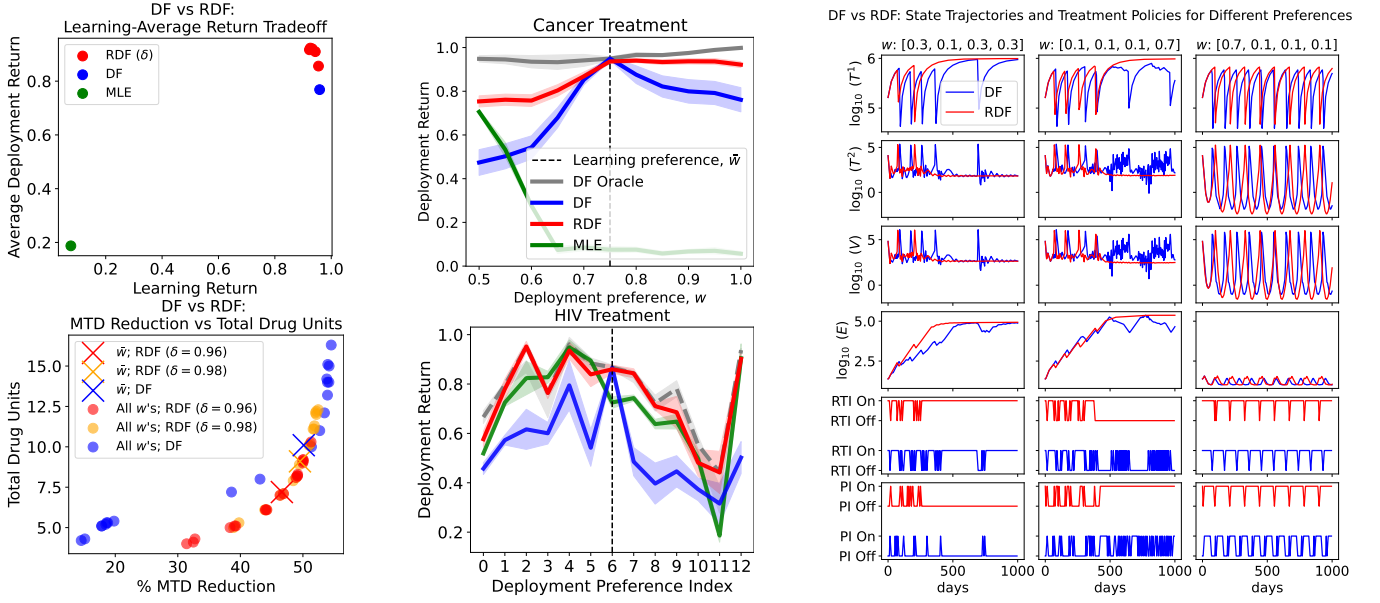 DF vs RDF:
Learning-Average Return Tradeoff
Average Deployment Return
0.8
0.6
0.4
0.2
RDF (δ)
DF
MLE
0.2 0.4 0.6 0.8 1.0
Learning Return
DF vs RDF:
MTD Reduction vs Total Drug Units
Total Drug Units
15.0
12.5
10.0
7.5
5.0
w̄; RDF (δ = 0.96)
w̄; RDF (δ = 0.98)
w̄; DF
All w's; RDF (δ = 0.96)
All w's; RDF (δ = 0.98)
All w's; DF
20 30 40 50
% MTD Reduction
Cancer Treatment
Deployment Return
1.0
0.8
0.6
0.4
0.2
0.0
Learning preference, w̄
DF Oracle
DF
RDF
MLE
0.5 0.6 0.7 0.8 0.9 1.0
Deployment preference, w
HIV Treatment
Deployment Return
1.0
0.8
0.6
0.4
0.2
0 1 2 3 4 5 6 7 8 9 10 11 12
Deployment Preference Index
DF vs RDF: State Trajectories and Treatment Policies for Different Preferences
w: [0.3, 0.1, 0.3, 0.3] w: [0.1, 0.1, 0.1, 0.7] w: [0.7, 0.1, 0.1, 0.1]
log₁₀ (T¹)
6
5
DF
RDF
log₁₀ (T²)
5
0
log₁₀ (V)
5
0
log₁₀ (E)
5.0
2.5
RTI On
RTI Off
RTI On
RTI Off
PI On
PI Off
PI On
PI Off
0 500 1000 0 500 1000 0 500 1000
days days days